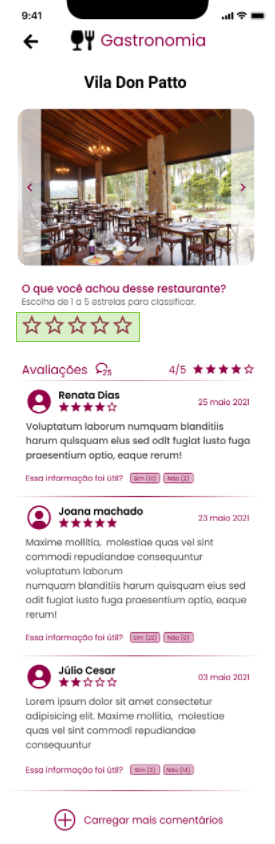 9:41
Gastronomia
Vila Don Patto
O que você achou desse restaurante?
Escolha de 1 a 5 estrelas para classificar.
Avaliações 25 4/5
Renata Dias
25 maio 2021
Voluptatum laborum numquam blanditiis
harum quisquam eius sed odit fugiat iusto fuga
praesentium optio, eaque rerum!
Essa informação foi útil? Sim (10) Não (2)
Joana machado
23 maio 2021
Maxime mollitia, molestiae quas vel sint
commodi repudiandae consequuntur
voluptatum laborum
numquam blanditiis harum quisquam eius sed
odit fugiat iusto fuga praesentium optio, eaque
rerum!
Essa informação foi útil? Sim (22) Não (5)
Júlio Cesar
03 maio 2021
Lorem ipsum dolor sit amet consectetur
adipisicing elit. Maxime mollitia, molestiae
quas vel sint commodi repudiandae
consequuntur
Essa informação foi útil? Sim (2) Não (14)
Carregar mais comentários